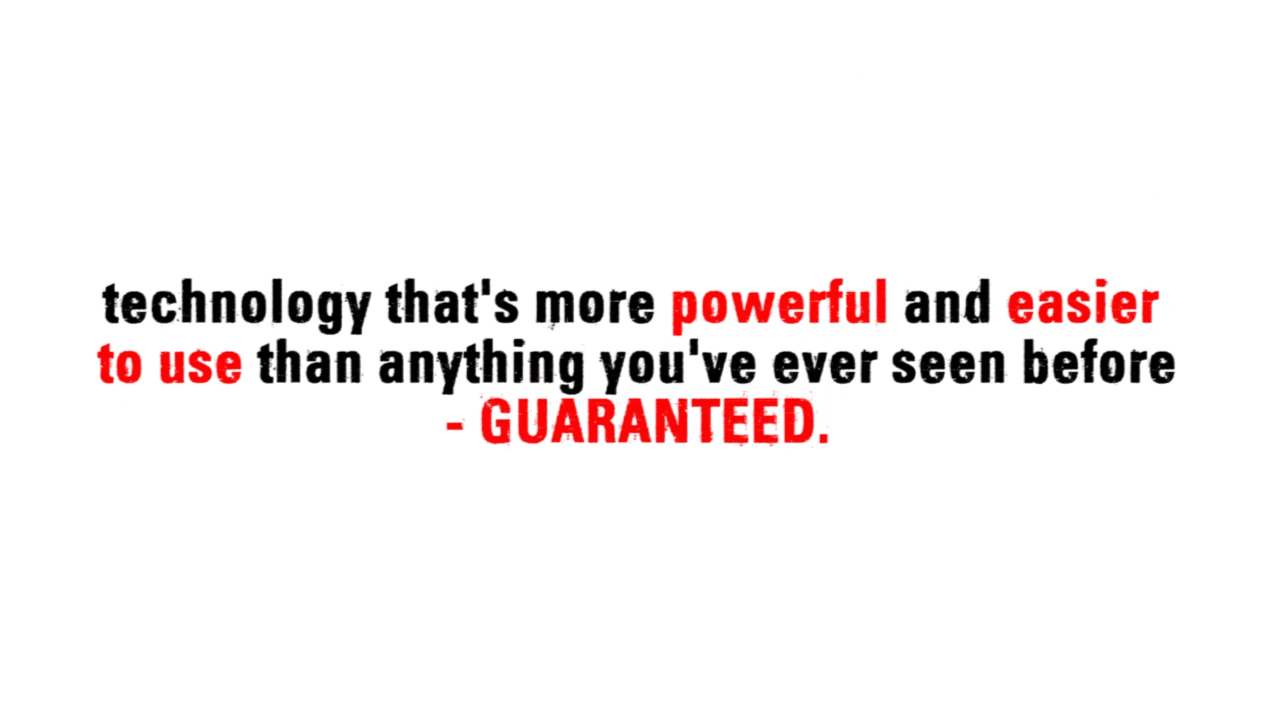 technology that's more powerful and easier
to use than anything you've ever seen before
- GUARANTEED.